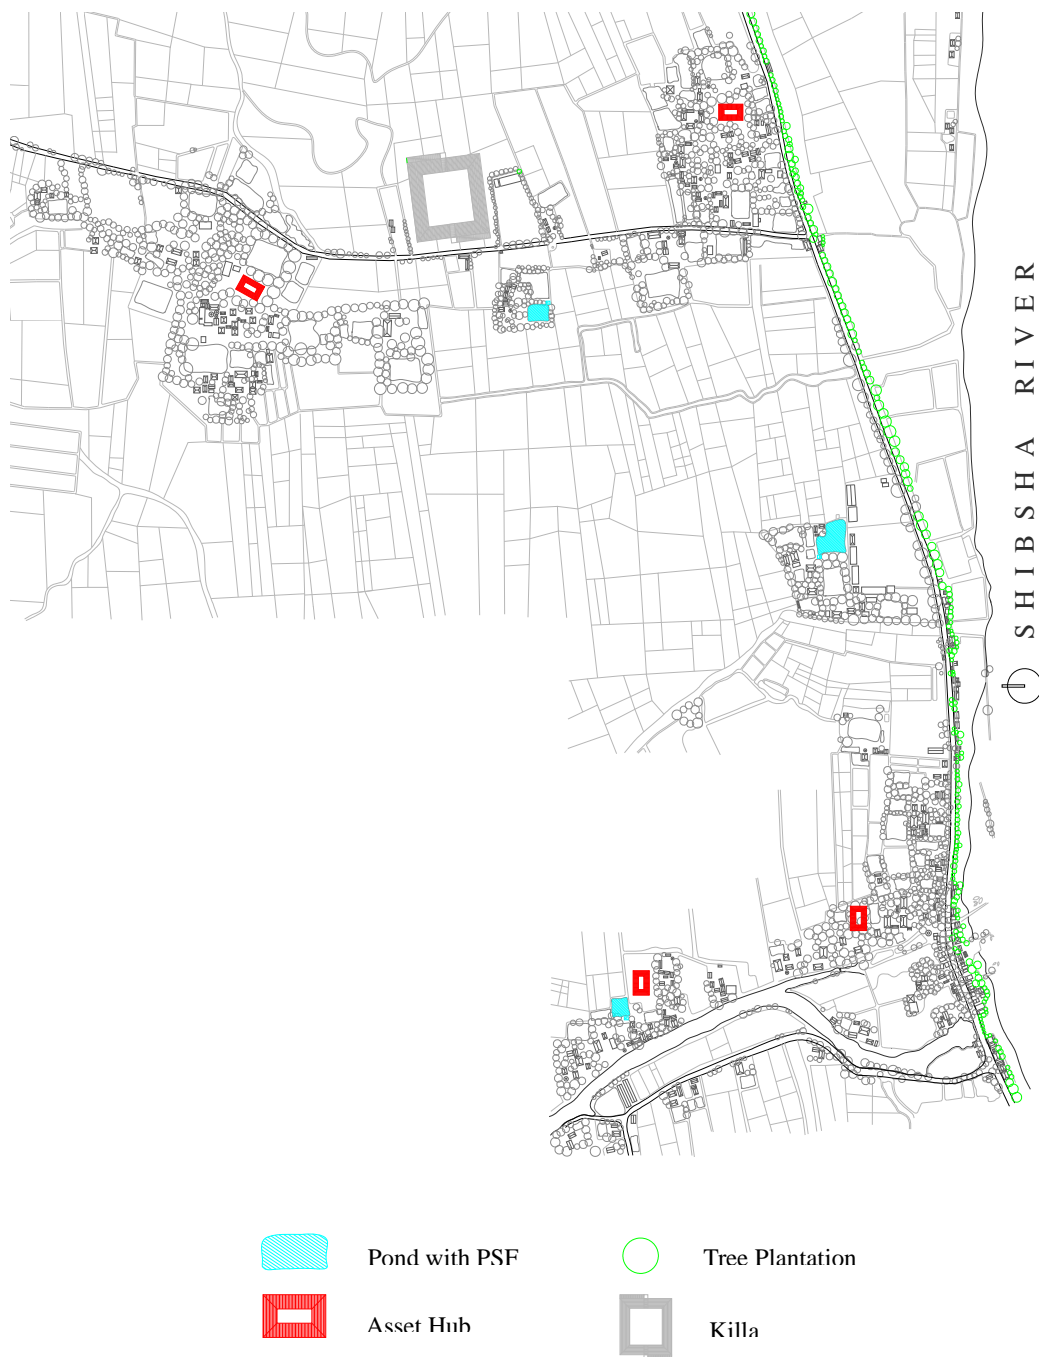 SHIBSHA RIVER
Pond with PSF
Tree Plantation
Asset Hub
Killa